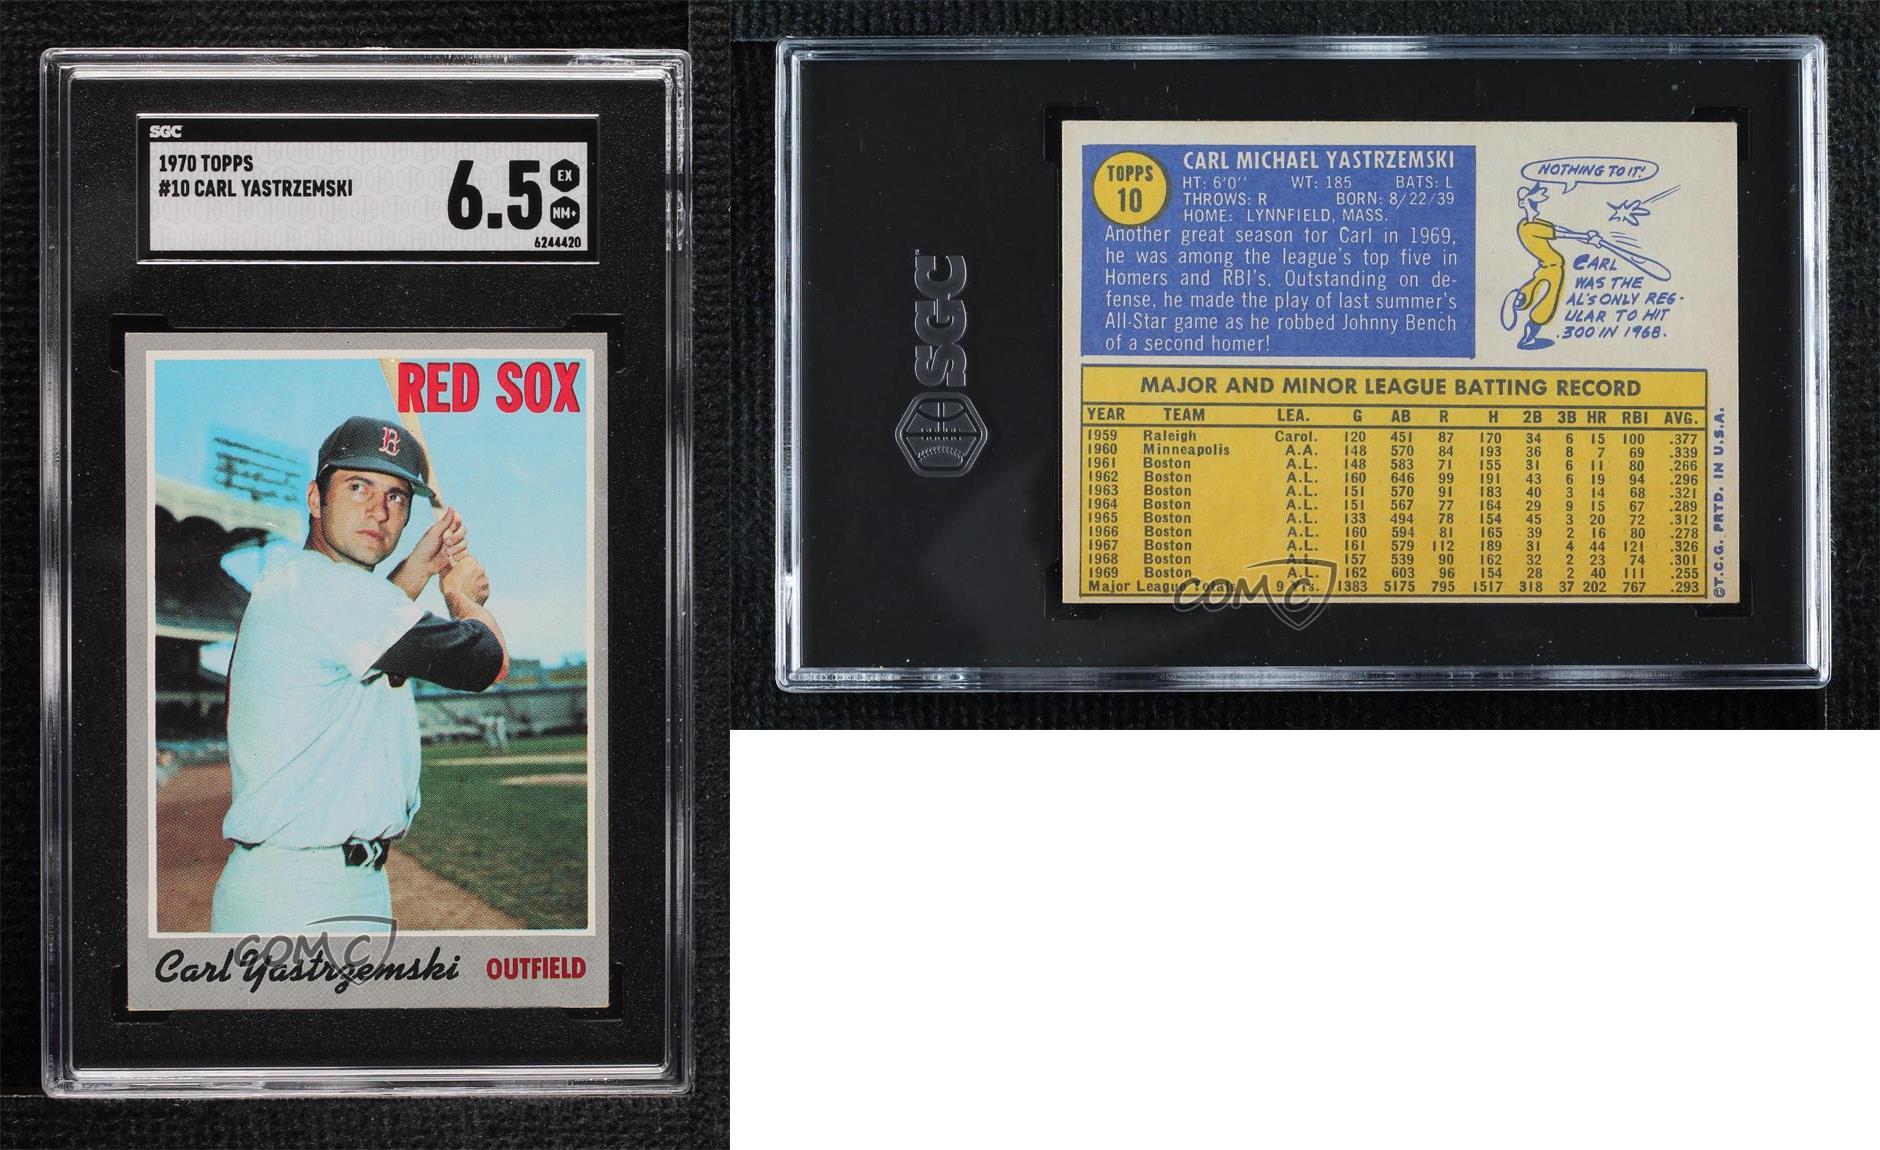 SGC
1970 TOPPS
#10 CARL YASTRZEMSKI
6.5
EX
NM+
6244420
RED SOX
B
Carl Yastrzemski OUTFIELD
COMC
SGC
TOPPS
10
CARL MICHAEL YASTRZEMSKI
HT: 6'0" WT: 185 BATS: L
THROWS: R BORN: 8/22/39
HOME: LYNNFIELD, MASS.
Another great season for Carl in 1969,
he was among the league's top five in
Homers and RBI's. Outstanding on de-
fense, he made the play of last summer's
All-Star game as he robbed Johnny Bench
of a second homer!
NOTHING TO IT!
CARL
WAS THE
AL'S ONLY REG-
ULAR TO HIT
.300 IN 1968.
MAJOR AND MINOR LEAGUE BATTING RECORD
YEAR TEAM LEA. G AB R H 2B 3B HR RBI AVG.
1959 Raleigh Carol. 120 451 87 170 34 6 15 100 .377
1960 Minneapolis A.A. 148 570 84 193 36 8 7 69 .339
1961 Boston A.L. 148 583 71 155 31 6 11 80 .266
1962 Boston A.L. 160 646 99 191 43 6 19 94 .296
1963 Boston A.L. 151 570 91 183 40 3 14 68 .321
1964 Boston A.L. 151 567 77 164 29 9 15 67 .289
1965 Boston A.L. 133 494 78 154 45 3 20 72 .312
1966 Boston A.L. 160 594 81 165 39 2 16 80 .278
1967 Boston A.L. 161 579 112 189 31 4 44 121 .326
1968 Boston A.L. 157 539 90 162 32 2 23 74 .301
1969 Boston A.L. 162 603 96 154 28 2 40 111 .255
Major League Totals 9 Yrs. 1383 5175 795 1517 318 37 202 767 .293
©T.C.G. PRTD. IN U.S.A.
COMC